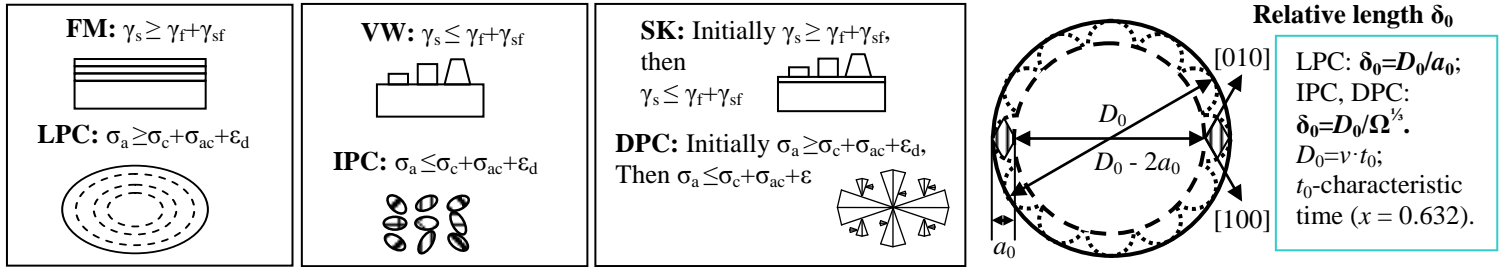 FM: γs ≥ γf+γsf
LPC: σa ≥σc+σac+εd
VW: γs ≤ γf+γsf
IPC: σa ≤σc+σac+εd
SK: Initially γs ≥ γf+γsf,
then
γs ≤ γf+γsf
DPC: Initially σa ≥σc+σac+εd,
Then σa ≤σc+σac+ε
D0
D0 - 2a0
a0
[010]
[100]
Relative length δ0
LPC: δ0=D0/a0;
IPC, DPC:
δ0=D0/Ω⅓.
D0=v·t0;
t0-characteristic
time (x = 0.632).